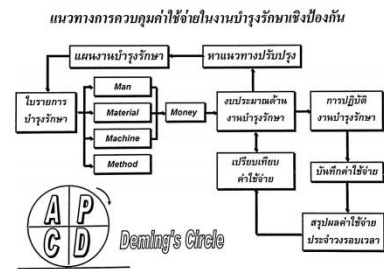 แนวทางการควบคุมค่าใช้จ่ายในงานบำรุงรักษาเชิงป้องกัน
แผนงานบำรุงรักษา
หาแนวทางปรับปรุง
ใบรายการ
บำรุงรักษา
Man
Material
Machine
Method
Money
งบประมาณด้าน
งานบำรุงรักษา
การปฏิบัติ
งานบำรุงรักษา
เปรียบเทียบ
ค่าใช้จ่าย
บันทึกค่าใช้จ่าย
สรุปผลค่าใช้จ่าย
ประจำวงรอบเวลา
A P
C D
Deming's Circle